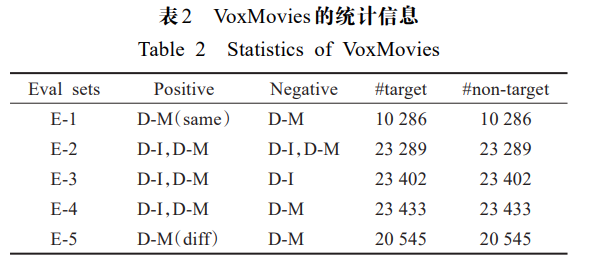 表2 VoxMovies的统计信息
Table 2 Statistics of VoxMovies
Eval sets Positive Negative #target #non-target
E-1 D-M(same) D-M 10 286 10 286
E-2 D-I,D-M D-I,D-M 23 289 23 289
E-3 D-I,D-M D-I 23 402 23 402
E-4 D-I,D-M D-M 23 433 23 433
E-5 D-M(diff) D-M 20 545 20 545